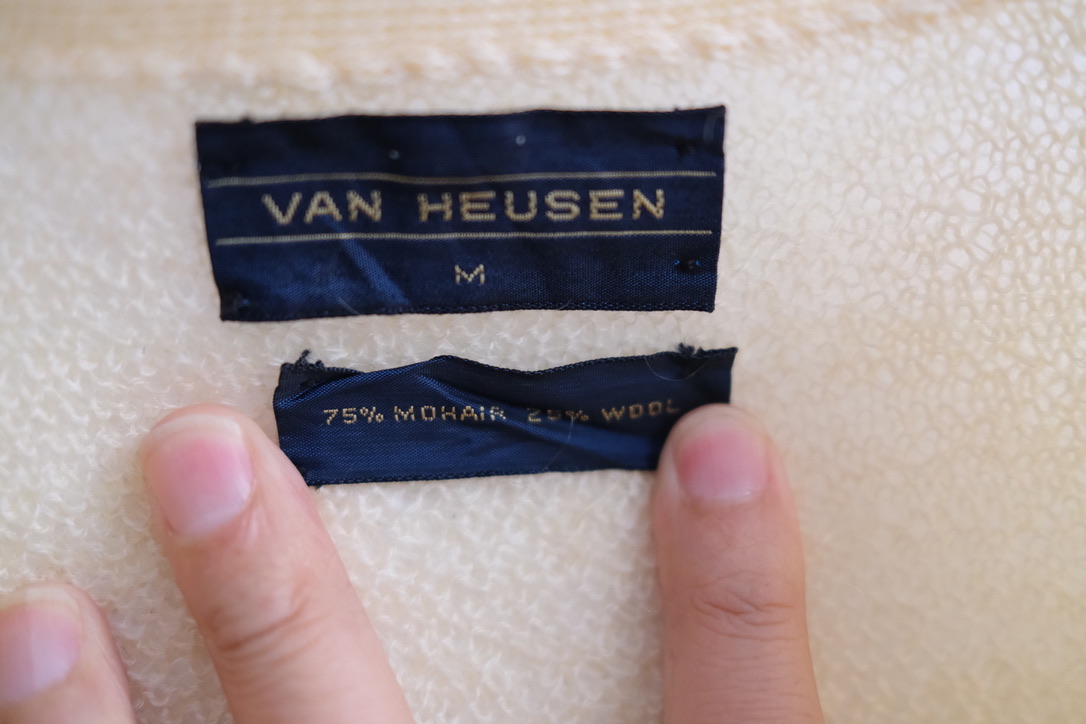 VAN HEUSEN
M
75% MOHAIR 25% WOOL